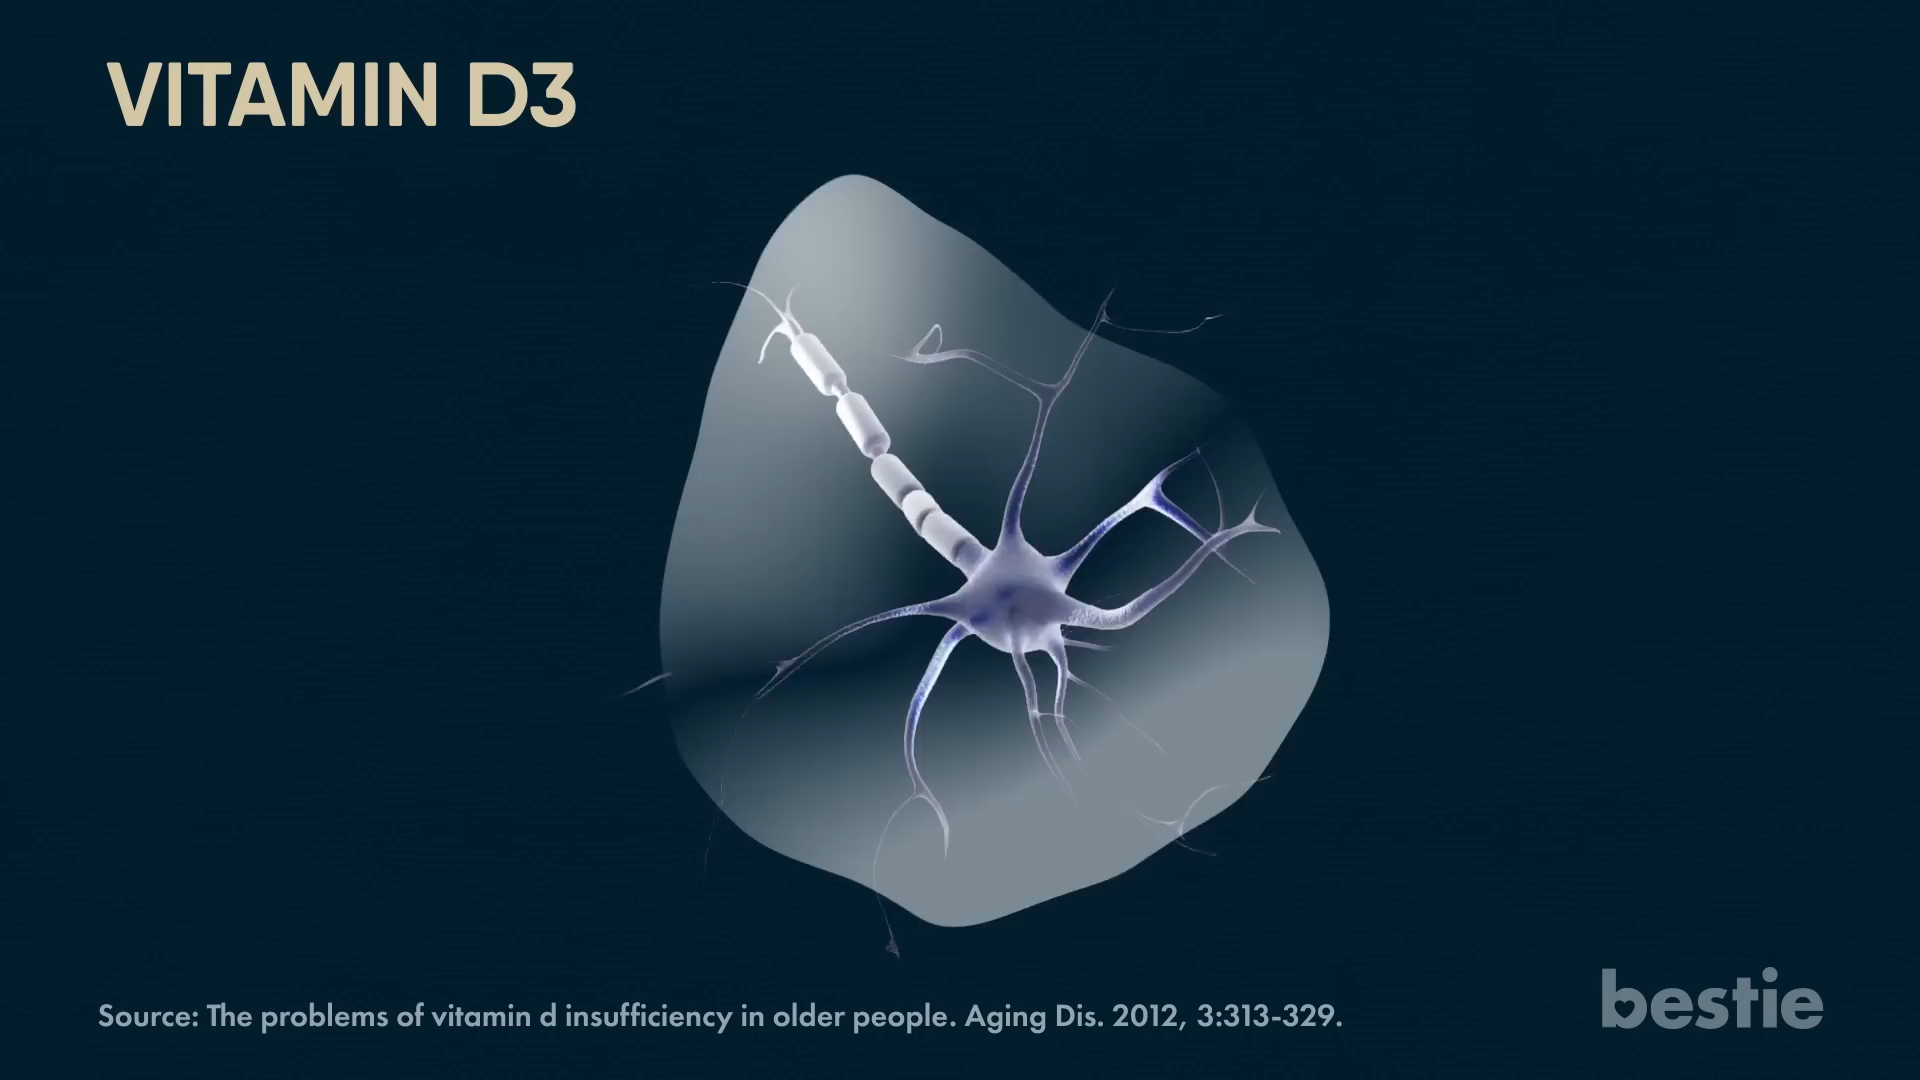 VITAMIN D3
Source: The problems of vitamin d insufficiency in older people. Aging Dis. 2012, 3:313-329.
bestie